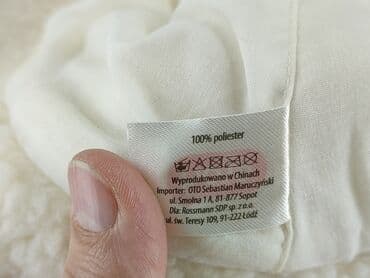 100% poliester
Wyprodukowano w Chinach
Importer: OTO Sebastian Maruczyński
ul. Smolna 1 A, 81-877 Sopot
Dla: Rossmann SDP sp. z o.o.
ul. św. Teresy 109, 91-222 Łódź